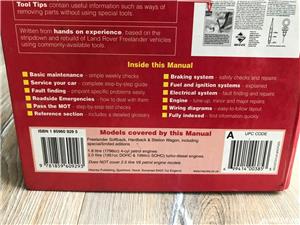 Tool Tips contain useful information such as ways of
removing parts without using special tools.
Written from hands on experience, based on the
stripdown and rebuild of Land Rover Freelander vehicles
using commonly-available tools.
Inside this Manual
Basic maintenance - simple weekly checks
Service your car - complete step-by-step guide
Fault finding - pinpoint specific problems easily
Roadside Emergencies - how to deal with them
Pass the MOT - step by step test checks
Reference section - includes a detailed glossary
Braking system - safety checks and repairs
Fuel and ignition systems - explained
Electrical system - fault finding and repairs
Engine - tune up, minor and major repairs
Wiring diagrams - easy-to-follow layout
Fully indexed - find information quickly
Models covered by this Manual
ISBN 1 85960 929 3
9 781859 609293
Freelander Softback, Hardback & Station Wagon, including
special/limited editions
1.8 litre (1796cc) 4-cyl petrol engines
2.0 litre (1951cc DOHC & 1994cc SOHC) turbo-diesel engines.
Does NOT cover 2.5 litre V6 petrol engine models.
A
UPC CODE